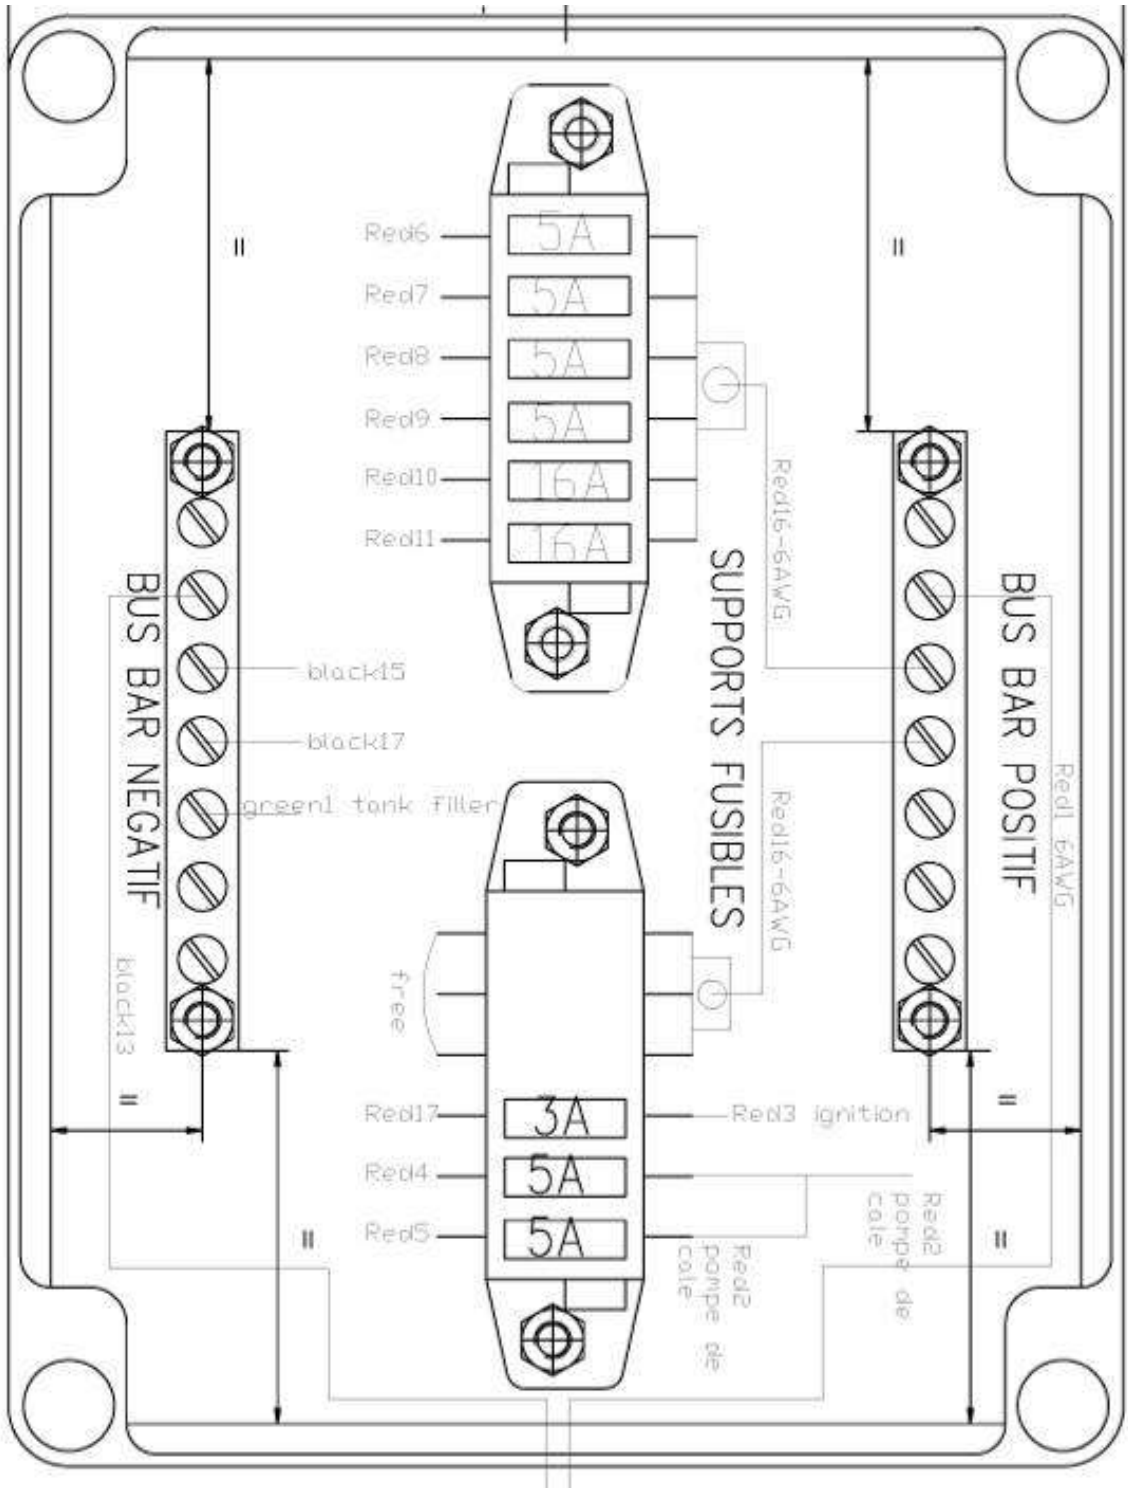 Red6
5A
Red7
5A
Red8
5A
Red9
5A
Red10
16A
Red11
16A
Red16-6AWG
SUPPORTS FUSIBLES
BUS BAR POSITIF
BUS BAR NEGATIF
black15
black17
green1 tank filler
Red1 6AWG
Red16-6AWG
black13
free
Red17
3A
Red3 ignition
Red4
5A
Red5
5A
Red2
pompe de
cale
Red2
pompe de
cale